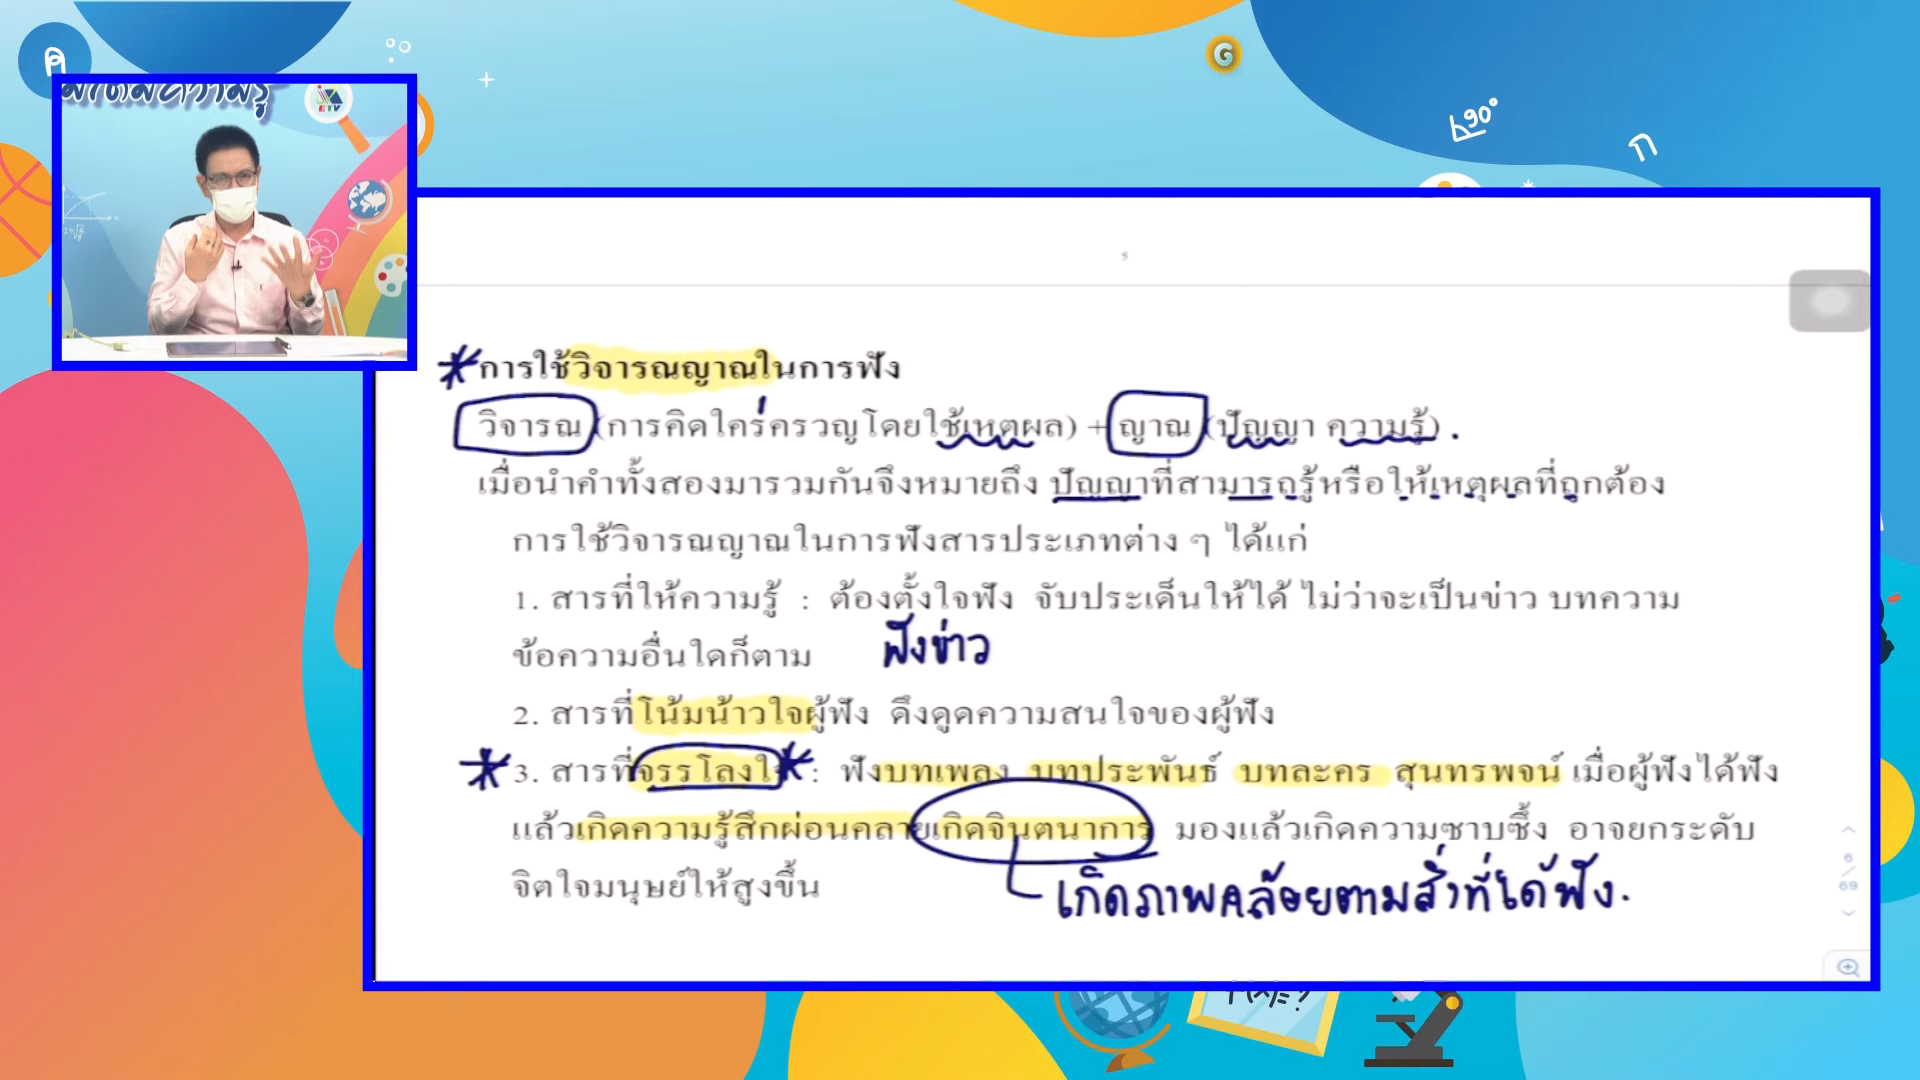 ค
มาเติมความรู้
ETV
G
90°
ก
*การใช้วิจารณญาณในการฟัง
วิจารณ (การคิดใคร่ครวญโดยใช้เหตุผล) + ญาณ (ปัญญา ความรู้) .
เมื่อนำคำทั้งสองมารวมกันจึงหมายถึง ปัญญาที่สามารถรู้หรือให้เหตุผลที่ถูกต้อง
การใช้วิจารณญาณในการฟังสารประเภทต่าง ๆ ได้แก่
1. สารที่ให้ความรู้ : ต้องตั้งใจฟัง จับประเด็นให้ได้ ไม่ว่าจะเป็นข่าว บทความ
ข้อความอื่นใดก็ตาม ฟังข่าว
2. สารที่โน้มน้าวใจผู้ฟัง ดึงดูดความสนใจของผู้ฟัง
* 3. สารที่จรรโลงใจ* : ฟังบทเพลง บทประพันธ์ บทละคร สุนทรพจน์ เมื่อผู้ฟังได้ฟัง
แล้วเกิดความรู้สึกผ่อนคลายเกิดจินตนาการ มองแล้วเกิดความซาบซึ้ง อาจยกระดับ
จิตใจมนุษย์ให้สูงขึ้น
เกิดภาพคล้อยตามสิ่งที่ได้ฟัง.
6
/
69